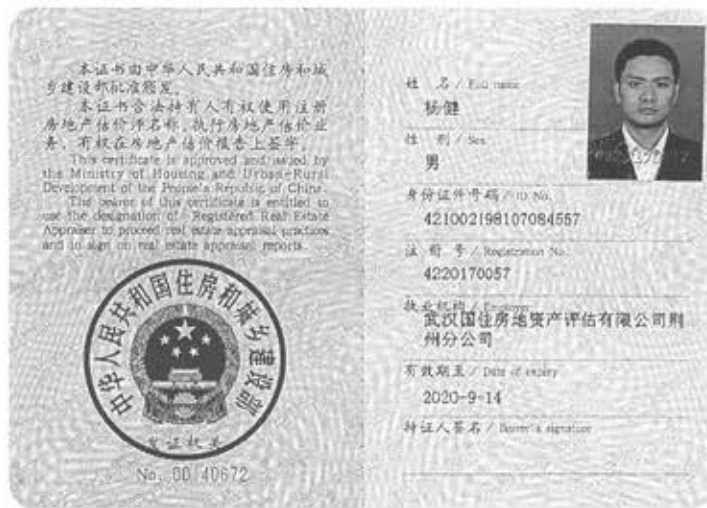 本证书由中华人民共和国住房和城
乡建设部批准颁发。
本证书合法持有人有权使用注册
房地产估价师名称、执行房地产估价业
务、有权在房地产估价报告上签字。
This certificate is approved and issued by
the Ministry of Housing and Urban-Rural
Development of the People's Republic of China.
The bearer of this certificate is entitled to
use the designation of Registered Real Estate
Appraiser to proceed real estate appraisal practices
and to sign on real estate appraisal reports.
中华人民共和国住房和城乡建设部
发证机关
No. 00 40672
姓 名 / Full name
杨健
性 别 / Sex
男
身份证件号码 / ID No.
421002198107084557
注 册 号 / Registration No.
4220170057
执业机构 / Employer
武汉国住房地资产评估有限公司荆
州分公司
有效期至 / Date of expiry
2020-9-14
持证人签名 / Bearer's signature